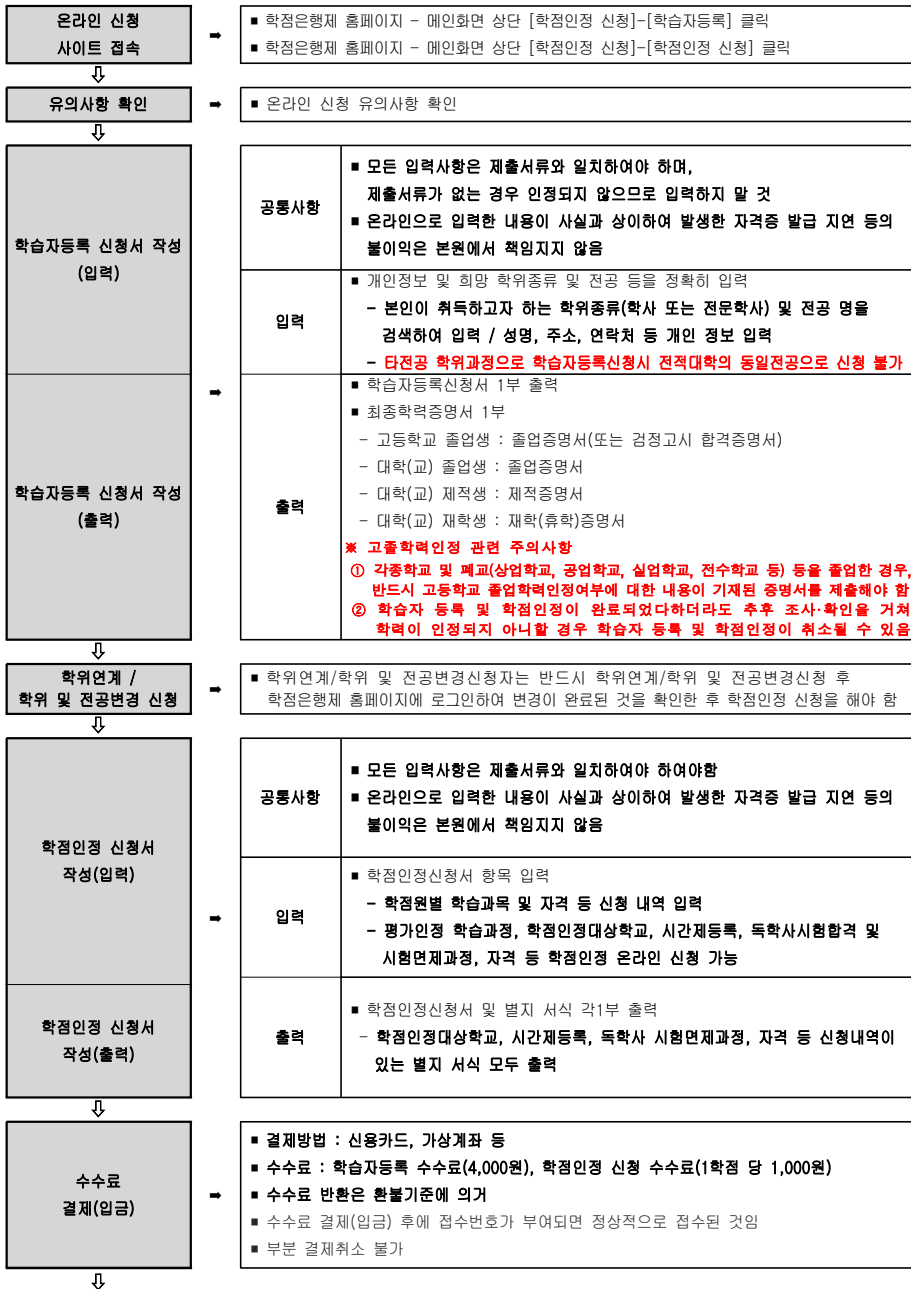 온라인 신청
사이트 접속
➡
■ 학점은행제 홈페이지 - 메인화면 상단 [학점인정 신청]-[학습자등록] 클릭
■ 학점은행제 홈페이지 - 메인화면 상단 [학점인정 신청]-[학점인정 신청] 클릭
⇩
유의사항 확인
➡
■ 온라인 신청 유의사항 확인
⇩
학습자등록 신청서 작성
(입력)
공통사항
■ 모든 입력사항은 제출서류와 일치하여야 하며,
제출서류가 없는 경우 인정되지 않으므로 입력하지 말 것
■ 온라인으로 입력한 내용이 사실과 상이하여 발생한 자격증 발급 지연 등의
불이익은 본원에서 책임지지 않음
입력
■ 개인정보 및 희망 학위종류 및 전공 등을 정확히 입력
- 본인이 취득하고자 하는 학위종류(학사 또는 전문학사) 및 전공 명을
검색하여 입력 / 성명, 주소, 연락처 등 개인 정보 입력
- 타전공 학위과정으로 학습자등록신청시 전적대학의 동일전공으로 신청 불가
➡
학습자등록 신청서 작성
(출력)
출력
■ 학습자등록신청서 1부 출력
■ 최종학력증명서 1부
- 고등학교 졸업생 : 졸업증명서(또는 검정고시 합격증명서)
- 대학(교) 졸업생 : 졸업증명서
- 대학(교) 제적생 : 제적증명서
- 대학(교) 재학생 : 재학(휴학)증명서
※ 고졸학력인정 관련 주의사항
① 각종학교 및 폐교(상업학교, 공업학교, 실업학교, 전수학교 등) 등을 졸업한 경우,
반드시 고등학교 졸업학력인정여부에 대한 내용이 기재된 증명서를 제출해야 함
② 학습자 등록 및 학점인정이 완료되었다하더라도 추후 조사·확인을 거쳐
학력이 인정되지 아니할 경우 학습자 등록 및 학점인정이 취소될 수 있음
⇩
학위연계 /
학위 및 전공변경 신청
➡
■ 학위연계/학위 및 전공변경신청자는 반드시 학위연계/학위 및 전공변경신청 후
학점은행제 홈페이지에 로그인하여 변경이 완료된 것을 확인한 후 학점인정 신청을 해야 함
⇩
학점인정 신청서
작성(입력)
공통사항
■ 모든 입력사항은 제출서류와 일치하여야 하여야함
■ 온라인으로 입력한 내용이 사실과 상이하여 발생한 자격증 발급 지연 등의
불이익은 본원에서 책임지지 않음
➡
입력
■ 학점인정신청서 항목 입력
- 학점원별 학습과목 및 자격 등 신청 내역 입력
- 평가인정 학습과정, 학점인정대상학교, 시간제등록, 독학사시험합격 및
시험면제과정, 자격 등 학점인정 온라인 신청 가능
학점인정 신청서
작성(출력)
출력
■ 학점인정신청서 및 별지 서식 각1부 출력
- 학점인정대상학교, 시간제등록, 독학사 시험면제과정, 자격 등 신청내역이
있는 별지 서식 모두 출력
⇩
수수료
결제(입금)
➡
■ 결제방법 : 신용카드, 가상계좌 등
■ 수수료 : 학습자등록 수수료(4,000원), 학점인정 신청 수수료(1학점 당 1,000원)
■ 수수료 반환은 환불기준에 의거
■ 수수료 결제(입금) 후에 접수번호가 부여되면 정상적으로 접수된 것임
■ 부분 결제취소 불가
⇩